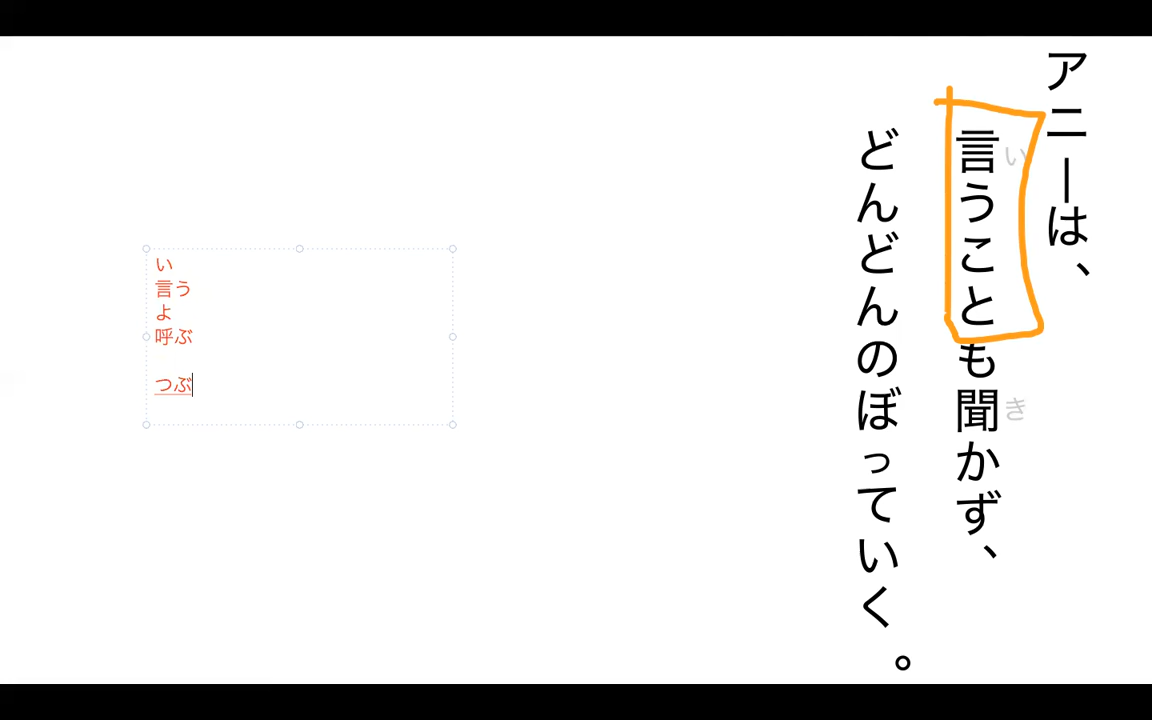 アニーは、
言うことも聞かず、
い
き
どんどんのぼっていく。
い
言う
よ
呼ぶ
つぶ